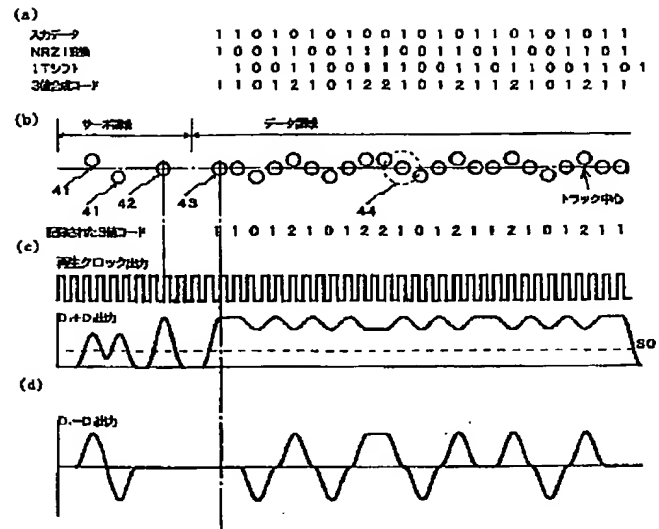 (a)
入力データ 1 1 0 1 0 1 0 1 0 0 1 0 1 0 1 1 0 1 0 1 0 1 1
NRZI変換 1 0 0 1 1 0 0 1 1 1 0 0 1 1 0 1 1 0 0 1 1 0 1
1Tシフト 1 0 0 1 1 0 0 1 1 1 0 0 1 1 0 1 1 0 0 1 1 0 1
3値合成コード 1 1 0 1 2 1 0 1 2 2 1 0 1 2 1 1 2 1 0 1 2 1 1
(b)
サーボ領域 データ領域
41 41 42 43 44 トラック中心
記録された3値コード 1 1 0 1 2 1 0 1 2 2 1 0 1 2 1 1 2 1 0 1 2 1 1
(c)
再生クロック出力
出力
SO
(d)
出力